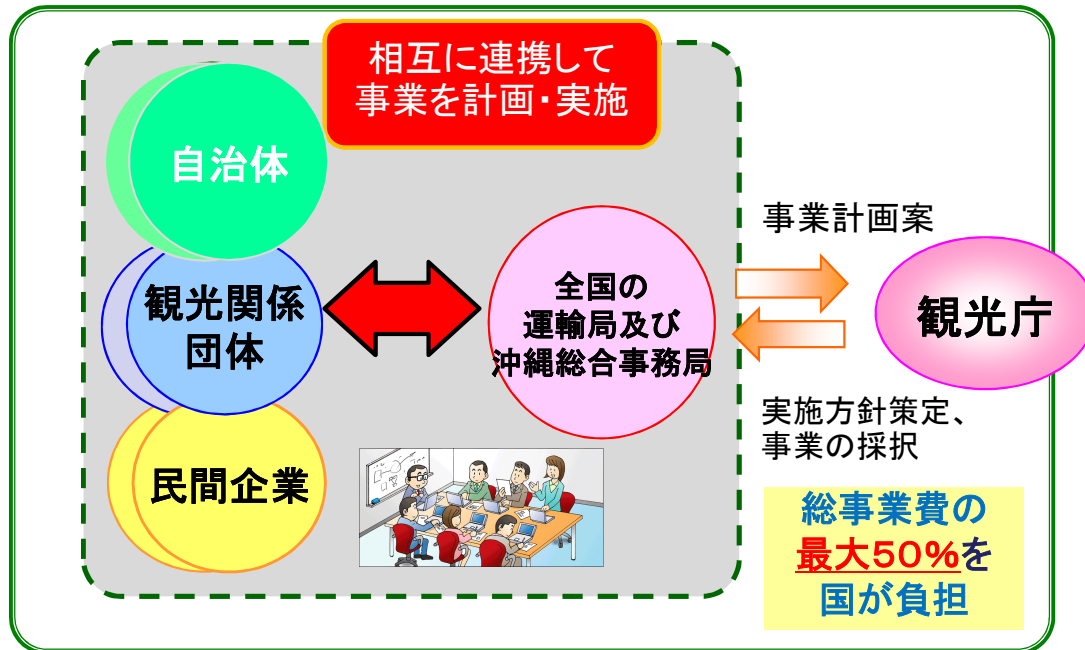 相互に連携して
事業を計画・実施
自治体
観光関係
団体
民間企業
全国の
運輸局及び
沖縄総合事務局
事業計画案
観光庁
実施方針策定、
事業の採択
総事業費の
最大50%を
国が負担